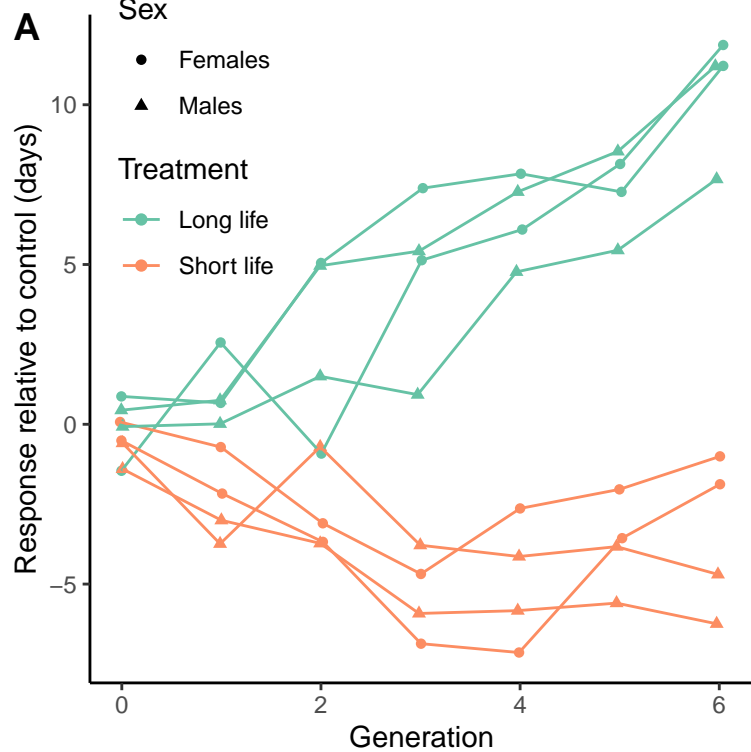 A
Sex
Females
Males
Treatment
Long life
Short life
Response relative to control (days)
10
5
0
−5
0 2 4 6
Generation